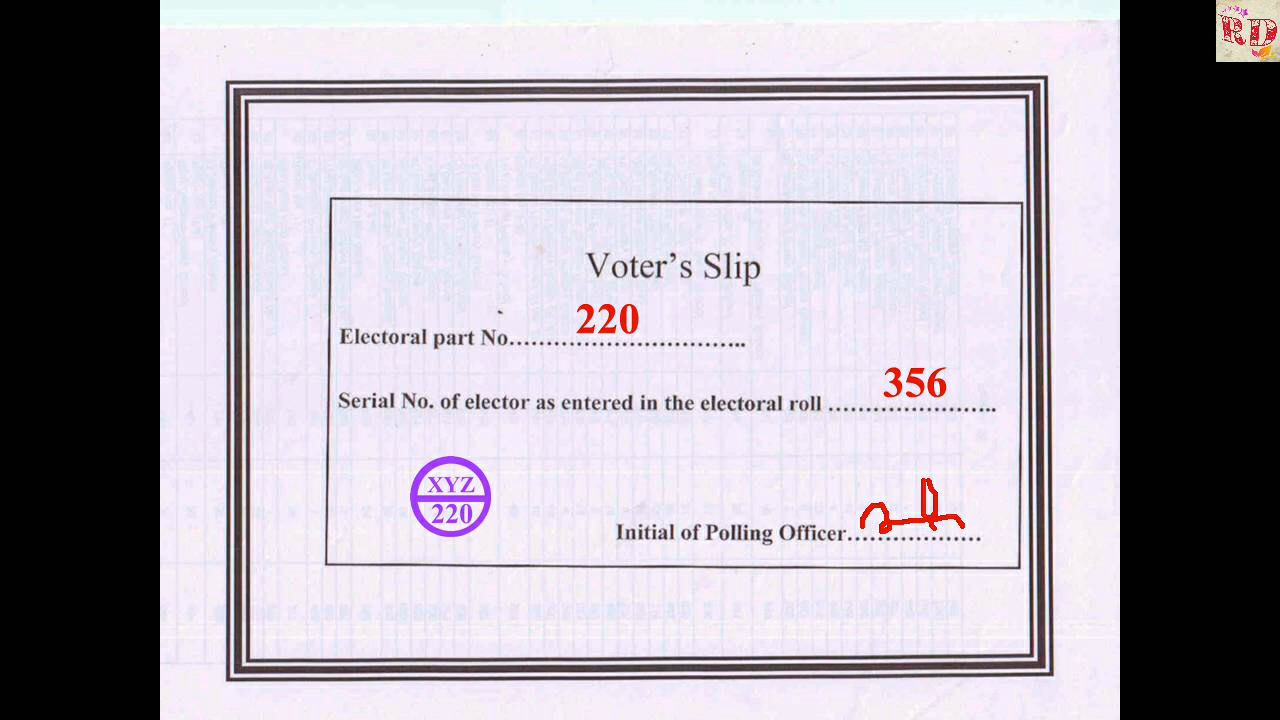 RD
Voter's Slip
Electoral part No..................................220
Serial No. of elector as entered in the electoral roll ........................356
XYZ
220
Initial of Polling Officer....................